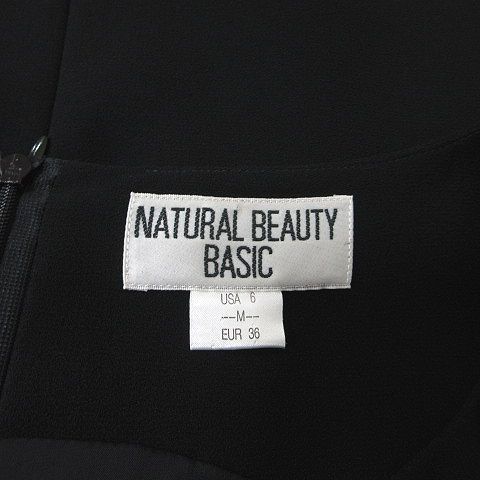 NATURAL BEAUTY
BASIC
USA 6
--M--
EUR 36